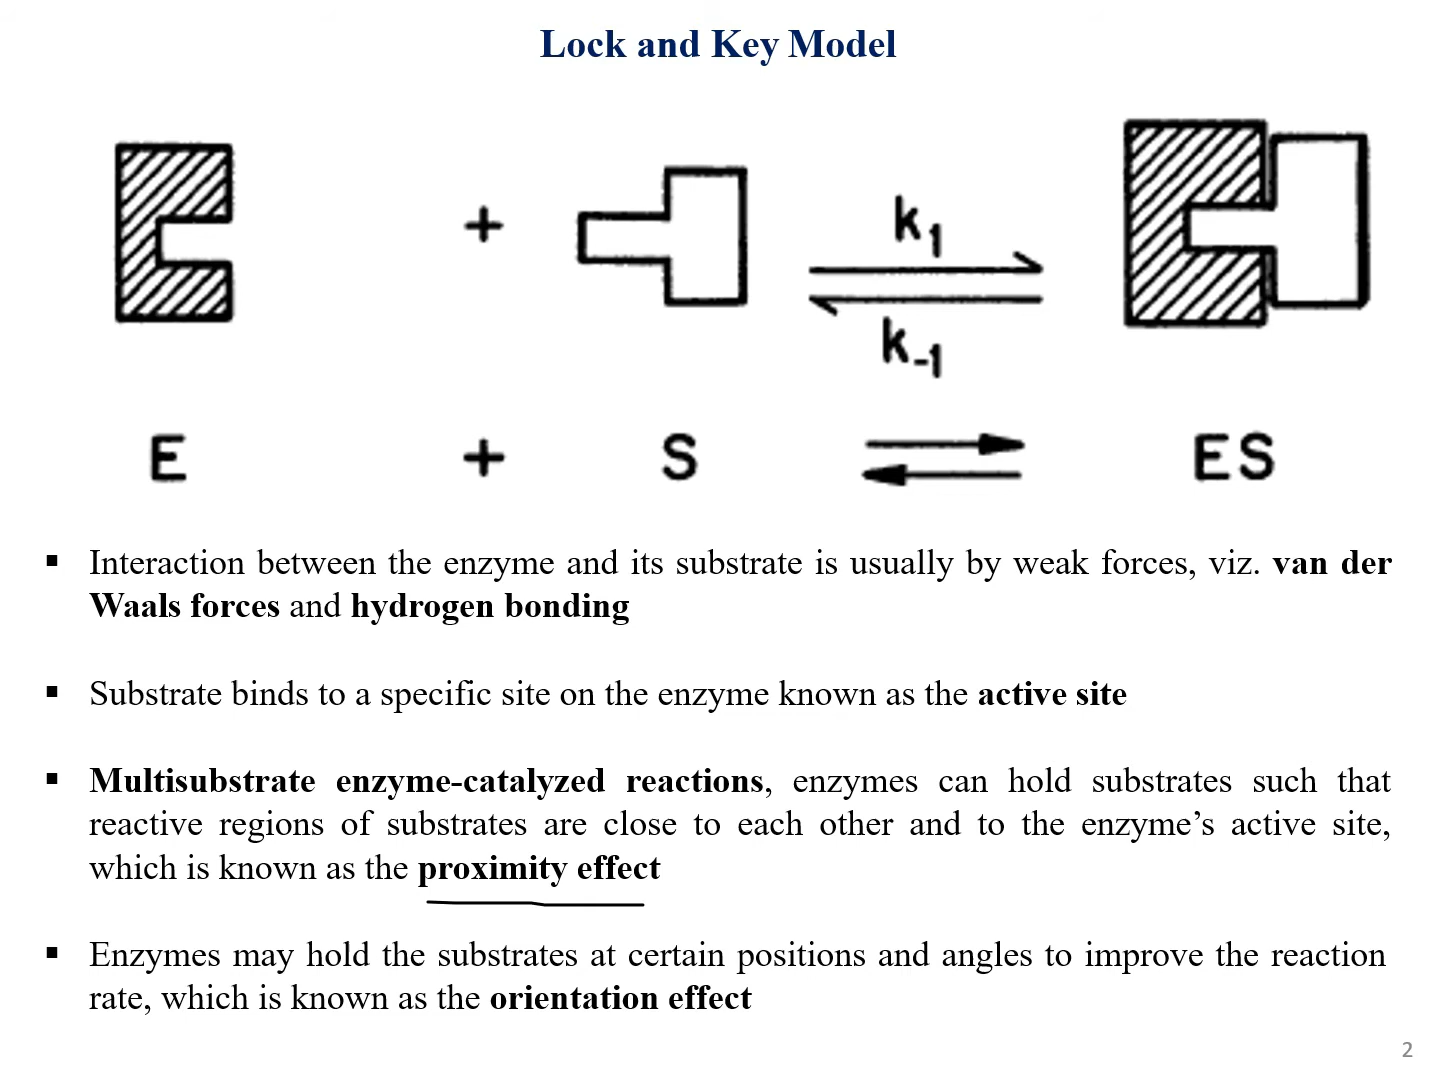 Lock and Key Model
+ k1
k-1
E + S ES
▪ Interaction between the enzyme and its substrate is usually by weak forces, viz. van der
Waals forces and hydrogen bonding
▪ Substrate binds to a specific site on the enzyme known as the active site
▪ Multisubstrate enzyme-catalyzed reactions, enzymes can hold substrates such that
reactive regions of substrates are close to each other and to the enzyme's active site,
which is known as the proximity effect
▪ Enzymes may hold the substrates at certain positions and angles to improve the reaction
rate, which is known as the orientation effect
2